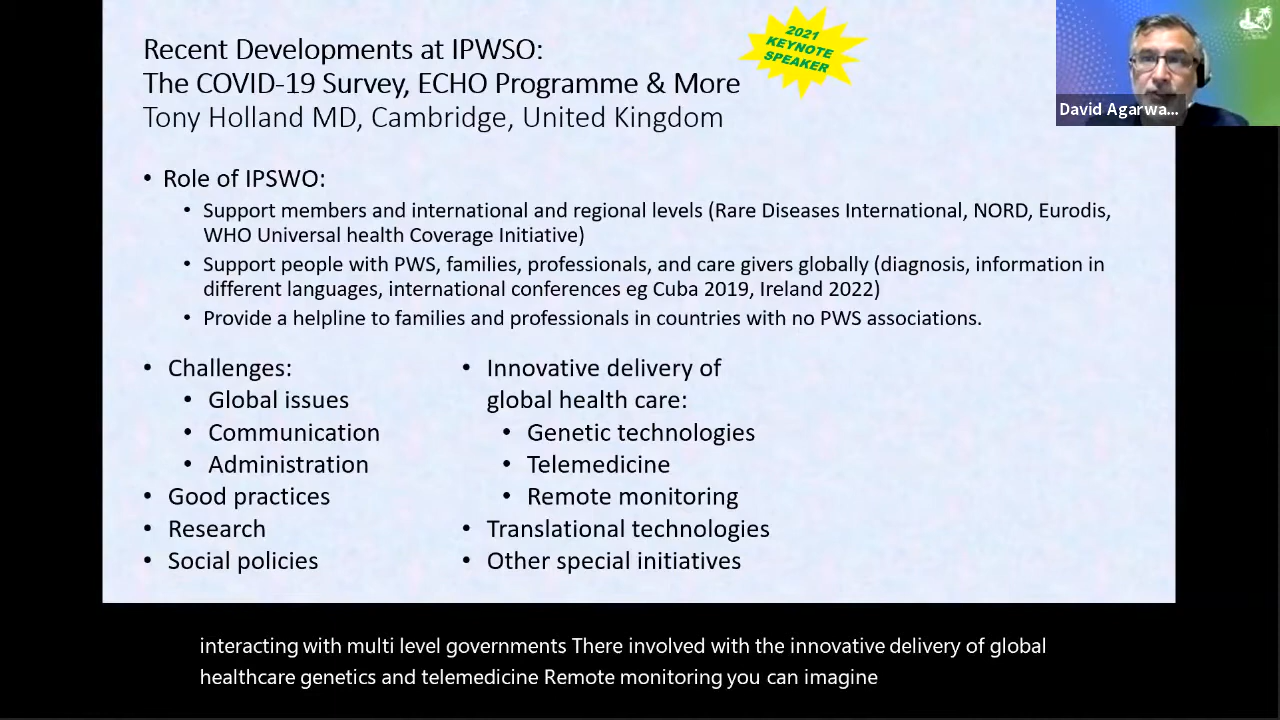 Recent Developments at IPWSO:
The COVID-19 Survey, ECHO Programme & More
Tony Holland MD, Cambridge, United Kingdom
2021
KEYNOTE
SPEAKER
David Agarwa...
• Role of IPSWO:
• Support members and international and regional levels (Rare Diseases International, NORD, Eurodis,
WHO Universal health Coverage Initiative)
• Support people with PWS, families, professionals, and care givers globally (diagnosis, information in
different languages, international conferences eg Cuba 2019, Ireland 2022)
• Provide a helpline to families and professionals in countries with no PWS associations.
• Challenges:
• Global issues
• Communication
• Administration
• Good practices
• Research
• Social policies
• Innovative delivery of
global health care:
• Genetic technologies
• Telemedicine
• Remote monitoring
• Translational technologies
• Other special initiatives
interacting with multi level governments There involved with the innovative delivery of global
healthcare genetics and telemedicine Remote monitoring you can imagine